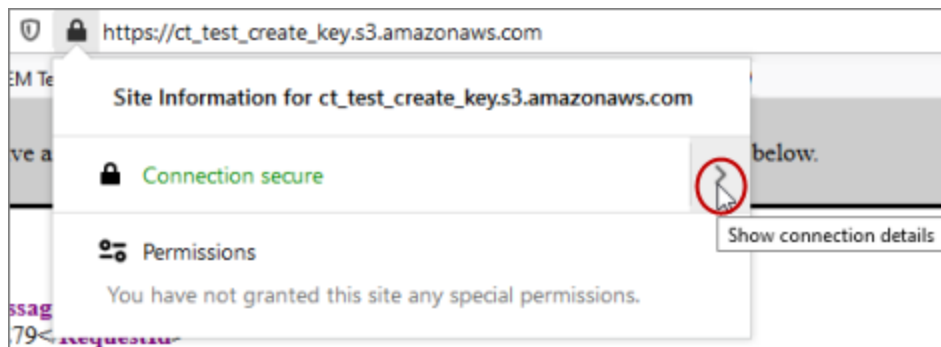 https://ct_test_create_key.s3.amazonaws.com
EM Te
Site Information for ct_test_create_key.s3.amazonaws.com
ve a
below.
Connection secure
Show connection details
Permissions
You have not granted this site any special permissions.
ssag
79<